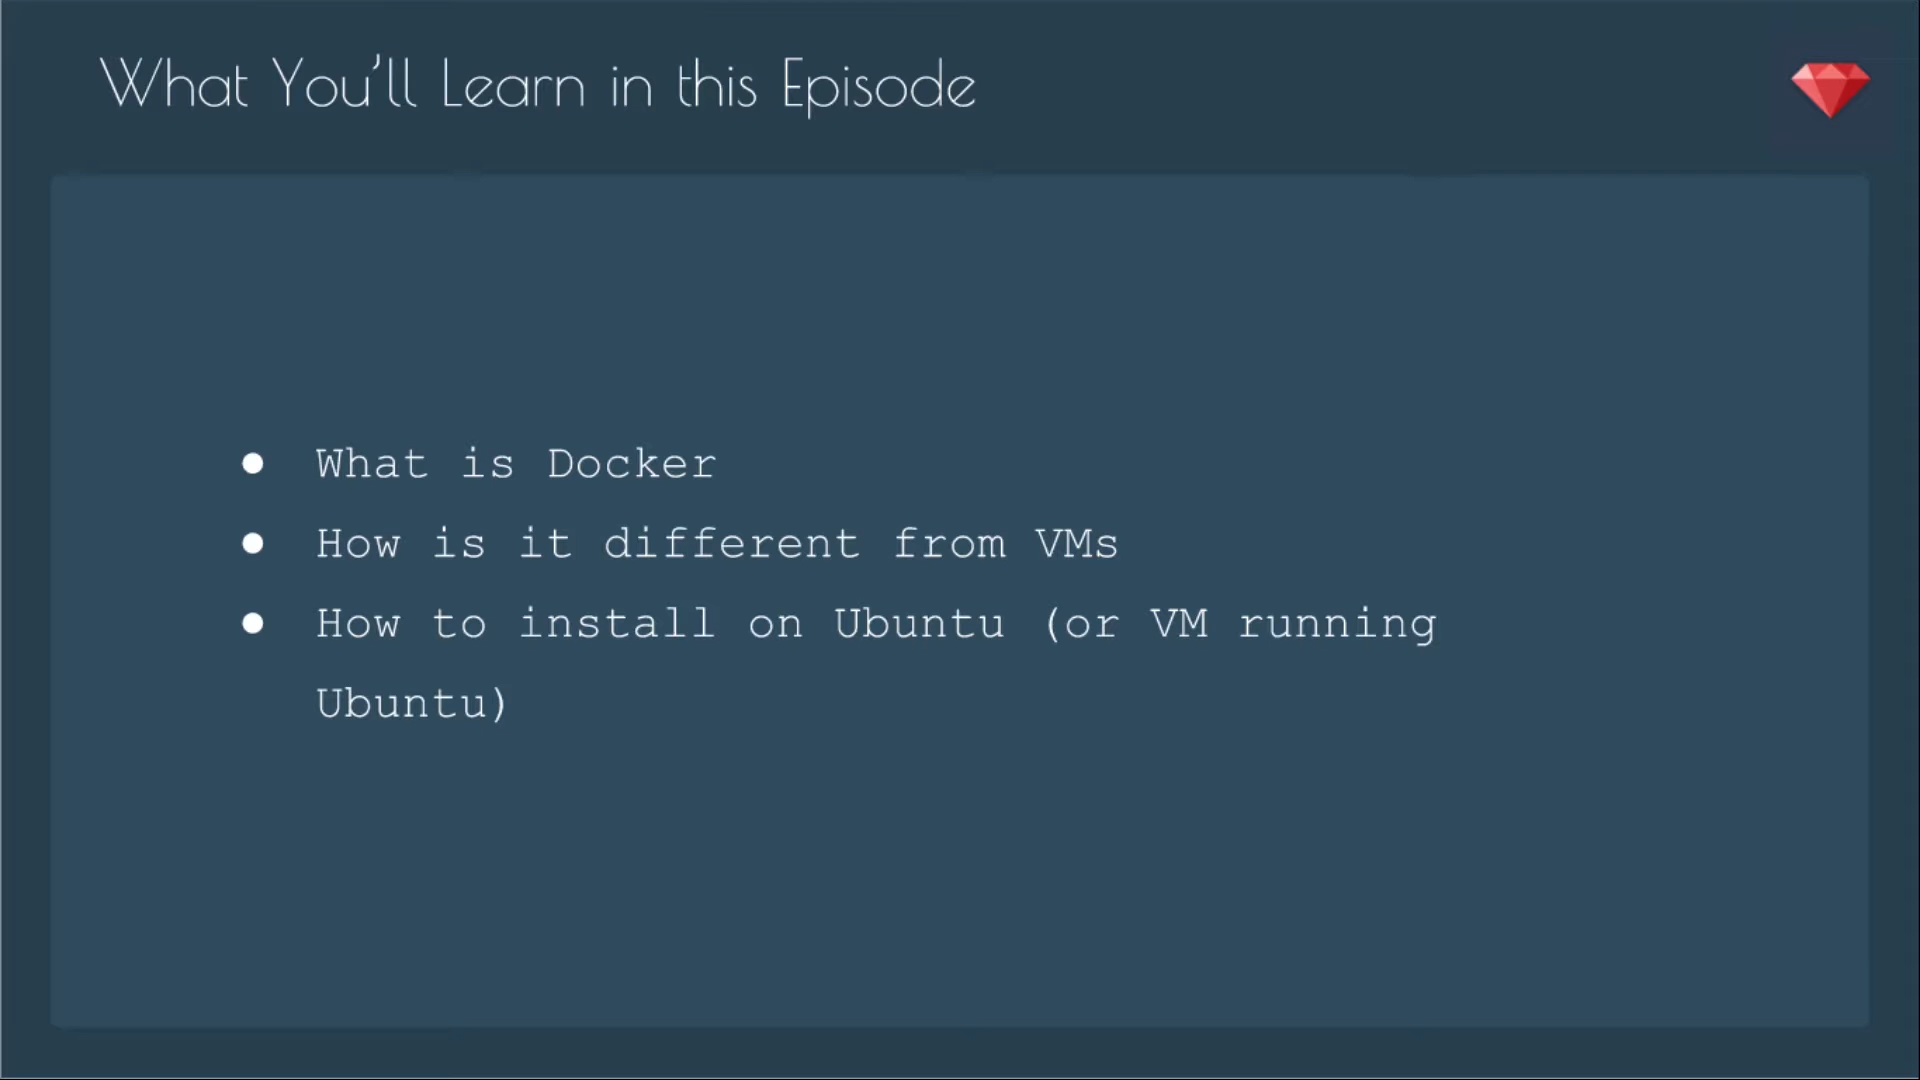 What You'll Learn in this Episode
● What is Docker
● How is it different from VMs
● How to install on Ubuntu (or VM running
Ubuntu)